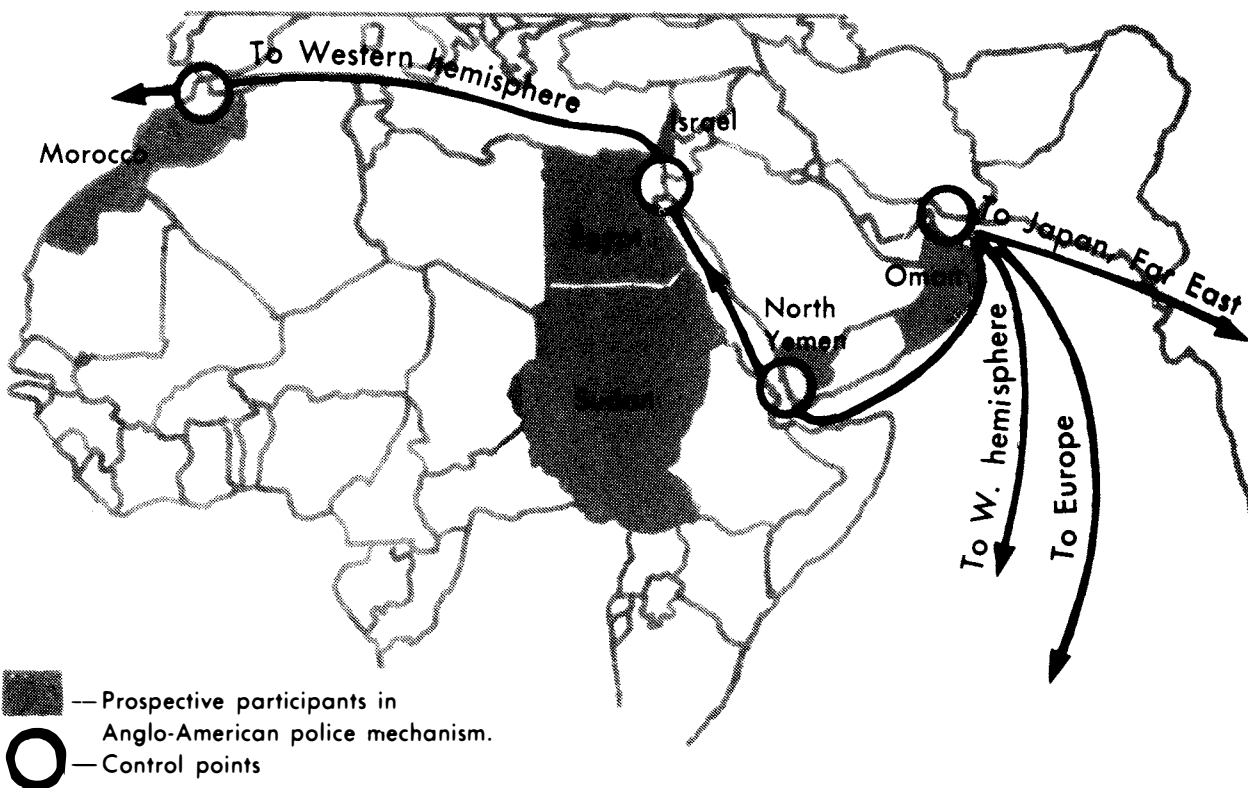 To Western hemisphere
Israel
Morocco
Egypt
To Japan, Far East
Oman
North
Yemen
Sudan
To W. hemisphere
To Europe
—Prospective participants in
Anglo-American police mechanism.
—Control points